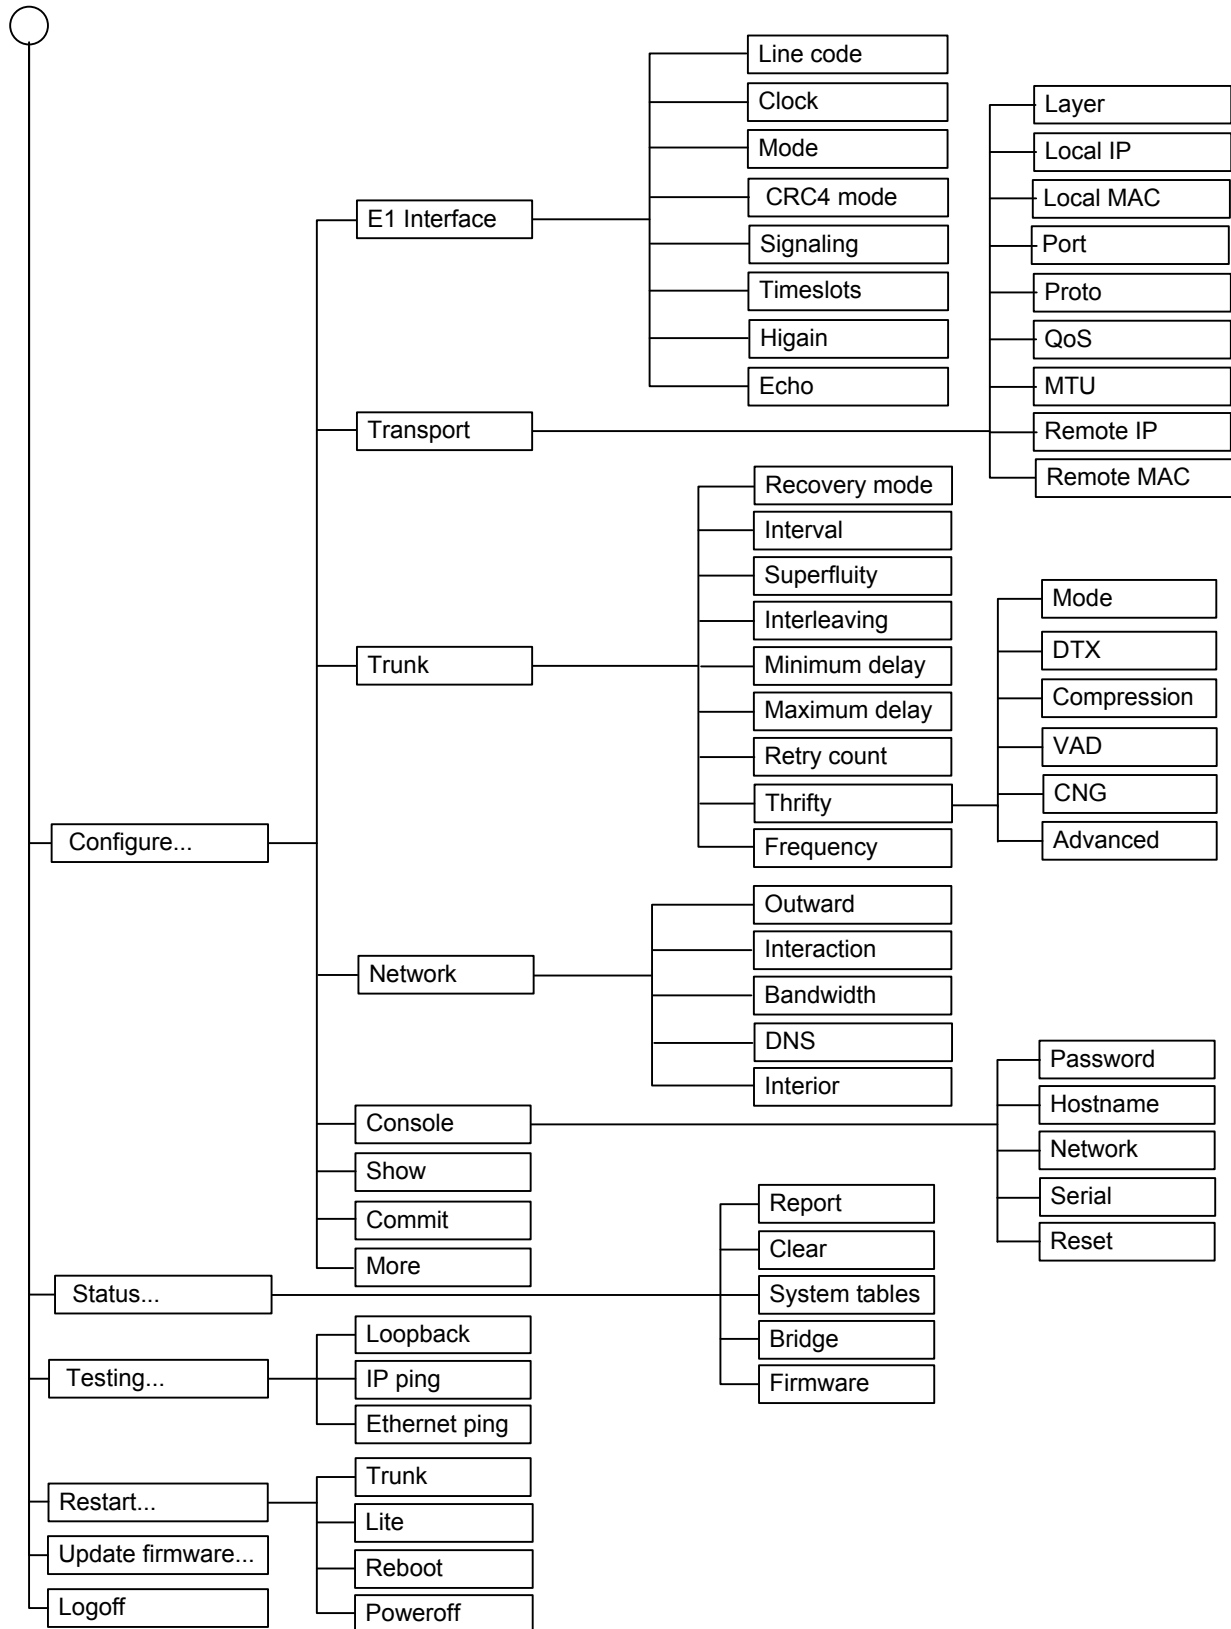 Line code
Clock
Mode
CRC4 mode
Signaling
Timeslots
Higain
Echo
E1 Interface
Layer
Local IP
Local MAC
Port
Proto
QoS
MTU
Remote IP
Remote MAC
Transport
Recovery mode
Interval
Superfluity
Interleaving
Minimum delay
Maximum delay
Retry count
Thrifty
Frequency
Trunk
Mode
DTX
Compression
VAD
CNG
Advanced
Configure...
Outward
Interaction
Bandwidth
DNS
Interior
Network
Console
Show
Commit
More
Password
Hostname
Network
Serial
Reset
Status...
Report
Clear
System tables
Bridge
Firmware
Testing...
Loopback
IP ping
Ethernet ping
Restart...
Trunk
Lite
Reboot
Poweroff
Update firmware...
Logoff